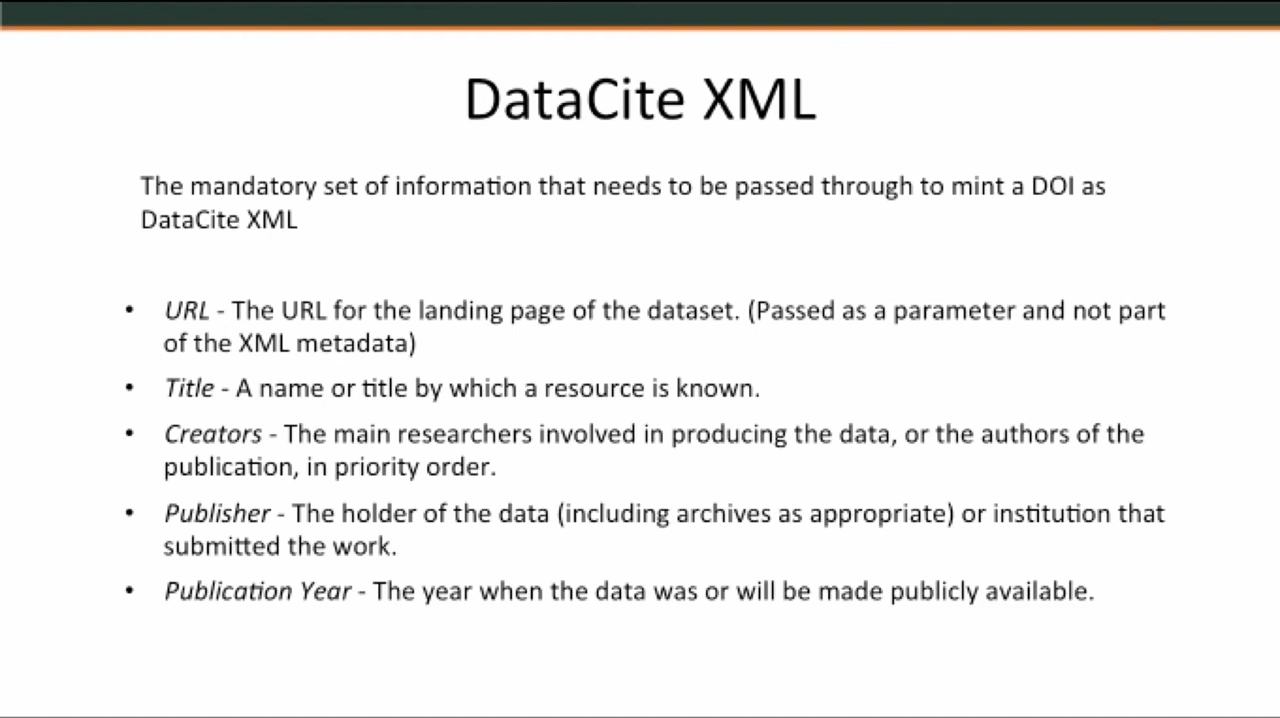 DataCite XML
The mandatory set of information that needs to be passed through to mint a DOI as
DataCite XML
• URL - The URL for the landing page of the dataset. (Passed as a parameter and not part
of the XML metadata)
• Title - A name or title by which a resource is known.
• Creators - The main researchers involved in producing the data, or the authors of the
publication, in priority order.
• Publisher - The holder of the data (including archives as appropriate) or institution that
submitted the work.
• Publication Year - The year when the data was or will be made publicly available.